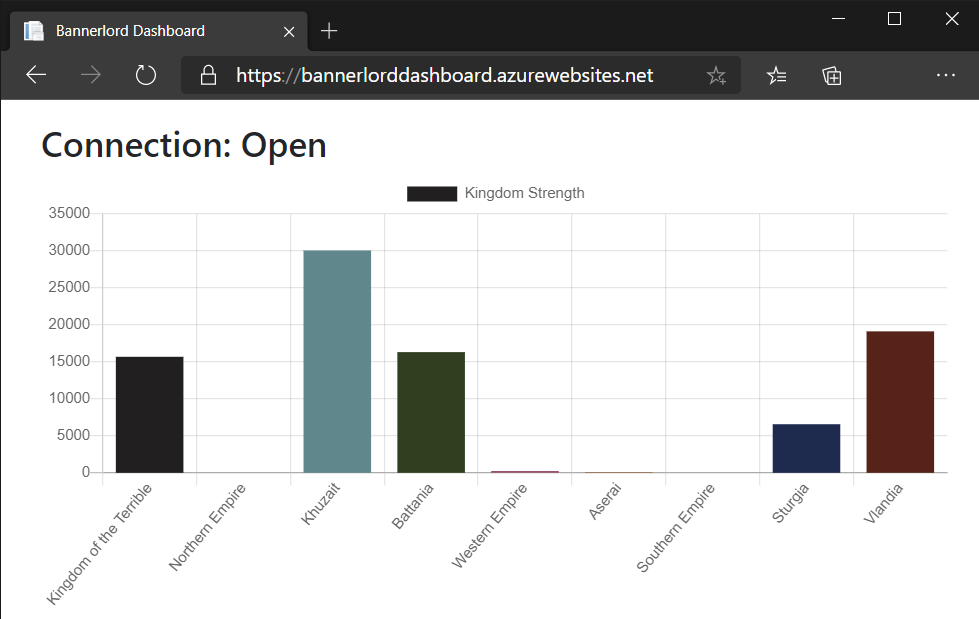 Bannerlord Dashboard
https://bannerlorddashboard.azurewebsites.net
Connection: Open
Kingdom Strength
35000
30000
25000
20000
15000
10000
5000
0
Kingdom of the Terrible
Northern Empire
Khuzait
Battania
Western Empire
Aserai
Southern Empire
Sturgia
Vlandia